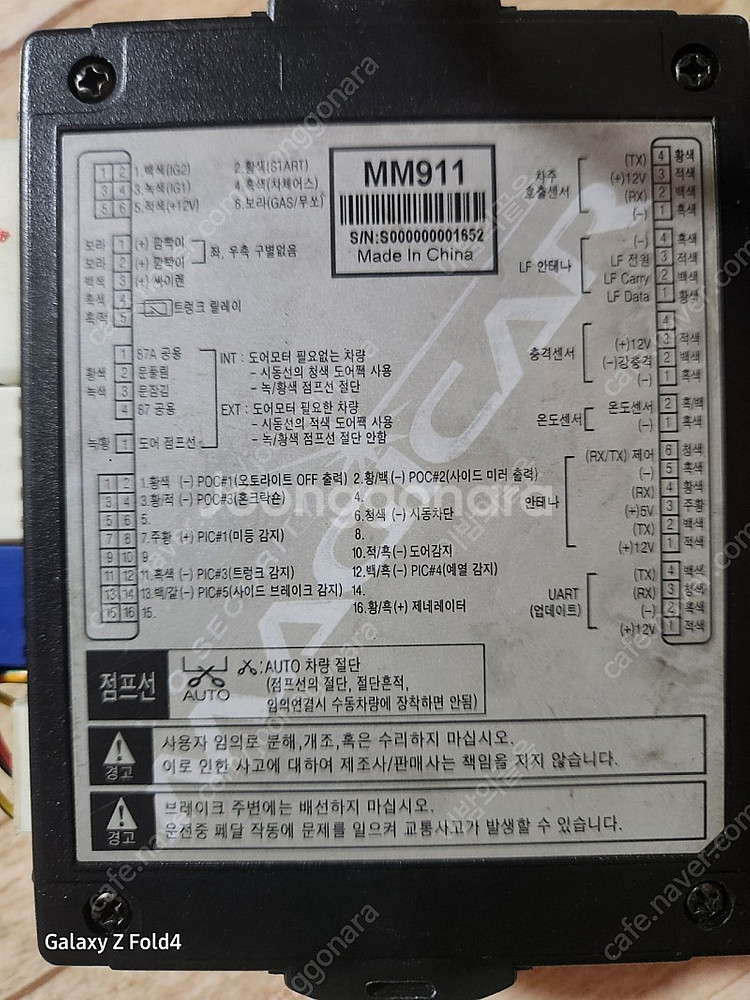 1 2 1.백색(IG2) 2.황색(START)
3 4 3.녹색(IG1) 4.흑색(차체어스)
5 6 5.적색(+12V) 6.보라(GAS/무쏘)
MM911
S/N:S000000001652
Made In China
보라 1 (+) 깜빡이
보라 2 (+) 깜빡이
좌, 우측 구별없음
백색 3 (+) 싸이렌
흑색 4
흑적 5
트렁크 릴레이
1 87A 공용
황색 2 문풀림
녹색 3 문잠김
4 87 공용
녹황 1 도어 점프선
INT : 도어모터 필요없는 차량
- 시동선의 청색 도어팩 사용
- 녹/황색 점프선 절단
EXT : 도어모터 필요한 차량
- 시동선의 적색 도어팩 사용
- 녹/황색 점프선 절단 안함
1 2 1.황색 (-) POC#1(오토라이트 OFF 출력) 2.황/백(-) POC#2(사이드 미러 출력)
3 4 3.황/적(-) POC#3(혼크락숀) 4.
5 6 5. 6.청색 (-) 시동차단
7 8 7.주황 (+) PIC#1(미등 감지) 8.
9 10 9. 10.적/흑(-)도어감지
11 12 11.흑색 (-) PIC#3(트렁크 감지) 12.백/흑(-) PIC#4(예열 감지)
13 14 13.백/갈(-) PIC#5(사이드 브레이크 감지) 14.
15 16 15. 16.황/흑(+) 제네레이터
차주
호출센서
(TX) 4 황색
(+)12V 3 적색
(RX) 2 백색
(-) 1 흑색
LF 안테나
(-) 4 흑색
LF 전원 3 적색
LF Carry 2 백색
LF Data 1 황색
충격센서
4
(+)12V 3 적색
(-)강충격 2 백색
(-) 1 흑색
온도센서
온도센서 2 흑/백
(-) 1 흑색
안테나
(RX/TX) 제어 6 청색
(-) 5 흑색
(RX) 4 황색
(+)5V 3 주황
(TX) 2 백색
(+)12V 1 적색
UART
(업데이트)
(TX) 4 백색
(RX) 3 청색
(-) 2 흑색
(+)12V 1 적색
MAGICAR
점프선
AUTO
:AUTO 차량 절단
(점프선의 절단, 절단흔적,
임의연결시 수동차량에 장착하면 안됨)
경고
사용자 임의로 분해,개조,혹은 수리하지 마십시오.
이로 인한 사고에 대하여 제조사/판매사는 책임을 지지 않습니다.
경고
브레이크 주변에는 배선하지 마십시오.
운전중 페달 작동에 문제를 일으켜 교통사고가 발생할 수 있습니다.
Galaxy Z Fold4
joonggonara
cafe.naver.com